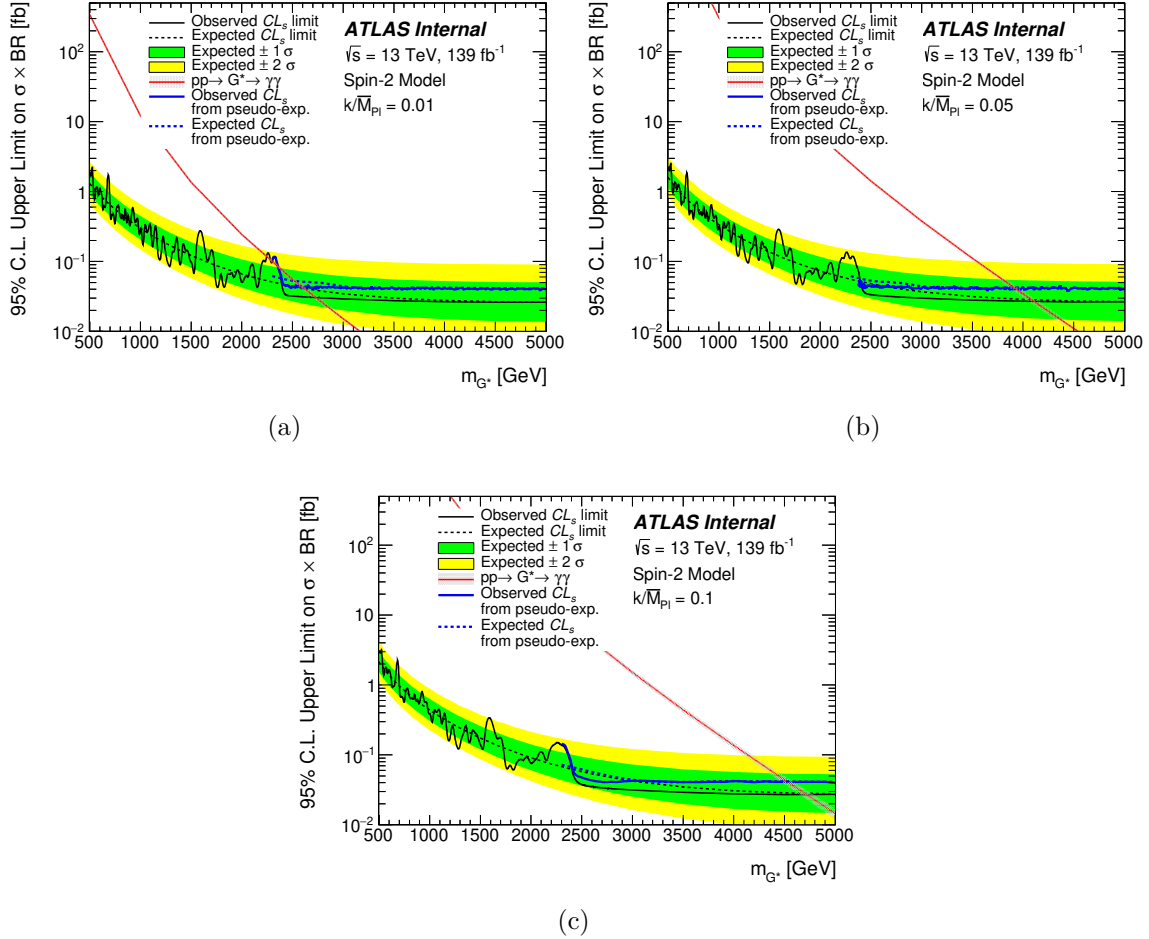 95% C.L. Upper Limit on σ × BR [fb]
10²
10
1
10⁻¹
10⁻²
Observed CLₛ limit
Expected CLₛ limit
Expected ± 1 σ
Expected ± 2 σ
pp→ G*→ γγ
Observed CLₛ
from pseudo-exp.
Expected CLₛ
from pseudo-exp.
ATLAS Internal
√s = 13 TeV, 139 fb⁻¹
Spin-2 Model
k/M̅_Pl = 0.01
500 1000 1500 2000 2500 3000 3500 4000 4500 5000
m_G* [GeV]
(a)
95% C.L. Upper Limit on σ × BR [fb]
10²
10
1
10⁻¹
10⁻²
Observed CLₛ limit
Expected CLₛ limit
Expected ± 1 σ
Expected ± 2 σ
pp→ G*→ γγ
Observed CLₛ
from pseudo-exp.
Expected CLₛ
from pseudo-exp.
ATLAS Internal
√s = 13 TeV, 139 fb⁻¹
Spin-2 Model
k/M̅_Pl = 0.05
500 1000 1500 2000 2500 3000 3500 4000 4500 5000
m_G* [GeV]
(b)
95% C.L. Upper Limit on σ × BR [fb]
10²
10
1
10⁻¹
10⁻²
Observed CLₛ limit
Expected CLₛ limit
Expected ± 1 σ
Expected ± 2 σ
pp→ G*→ γγ
Observed CLₛ
from pseudo-exp.
Expected CLₛ
from pseudo-exp.
ATLAS Internal
√s = 13 TeV, 139 fb⁻¹
Spin-2 Model
k/M̅_Pl = 0.1
500 1000 1500 2000 2500 3000 3500 4000 4500 5000
m_G* [GeV]
(c)